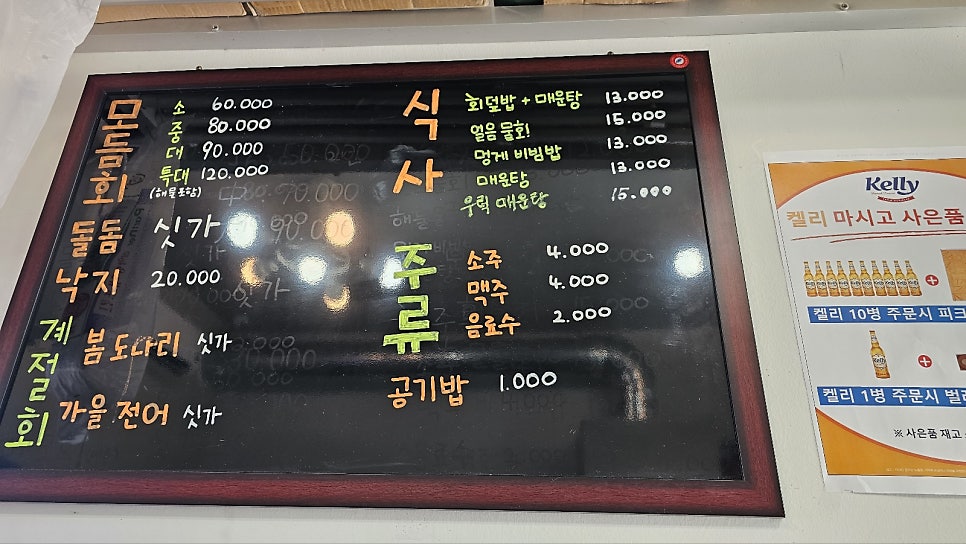 모듬회
소 60.000
중 80.000
대 90.000
특대 120.000
(해물포함)
돌돔 싯가
낙지 20.000
계절회
봄 도다리 싯가
가을 전어 싯가
식사
회덮밥 + 매운탕 13.000
얼음물회 15.000
멍게 비빔밥 13.000
매운탕 13.000
우럭 매운탕 15.000
주류
소주 4.000
맥주 4.000
음료수 2.000
공기밥 1.000
Kelly
켈리 마시고 사은품
켈리 10병 주문시 피크
켈리 1병 주문시
※ 사은품 재고